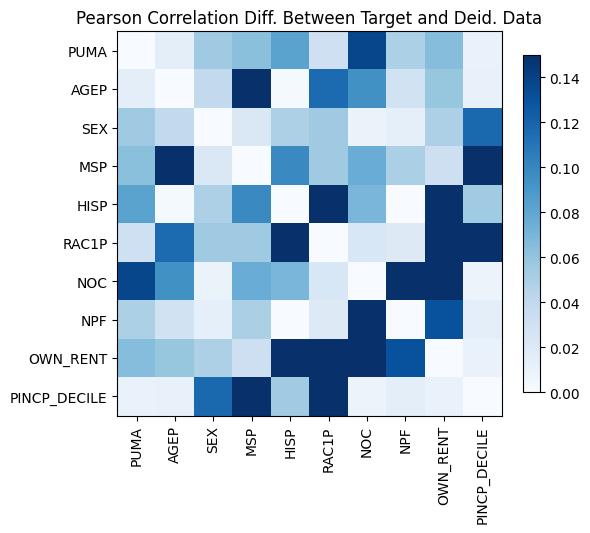 Pearson Correlation Diff. Between Target and Deid. Data
PUMA
AGEP
SEX
MSP
HISP
RAC1P
NOC
NPF
OWN_RENT
PINCP_DECILE
PUMA
AGEP
SEX
MSP
HISP
RAC1P
NOC
NPF
OWN_RENT
PINCP_DECILE
0.14
0.12
0.10
0.08
0.06
0.04
0.02
0.00